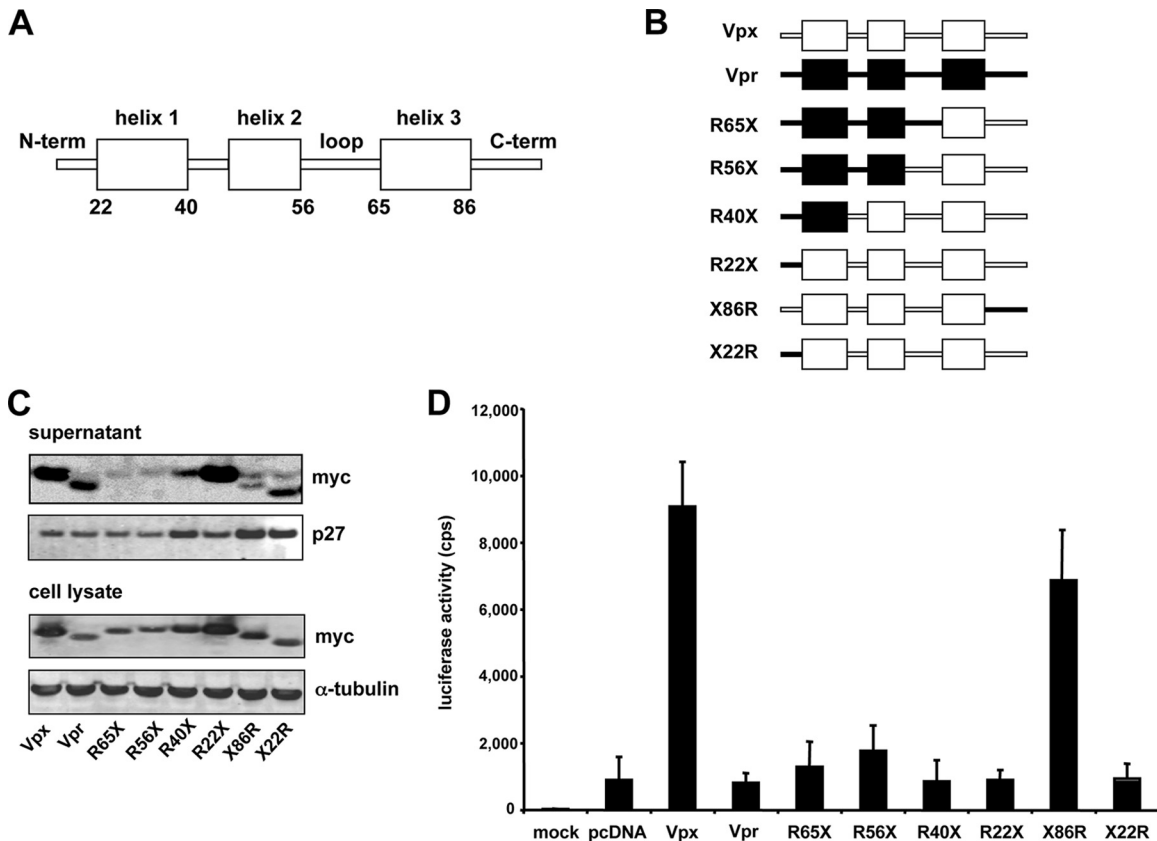 A
N-term
helix 1
helix 2
loop
helix 3
C-term
22
40
56
65
86
B
Vpx
Vpr
R65X
R56X
R40X
R22X
X86R
X22R
C
supernatant
myc
p27
cell lysate
myc
α-tubulin
Vpx
Vpr
R65X
R56X
R40X
R22X
X86R
X22R
D
luciferase activity (cps)
12,000
10,000
8,000
6,000
4,000
2,000
0
mock
pcDNA
Vpx
Vpr
R65X
R56X
R40X
R22X
X86R
X22R